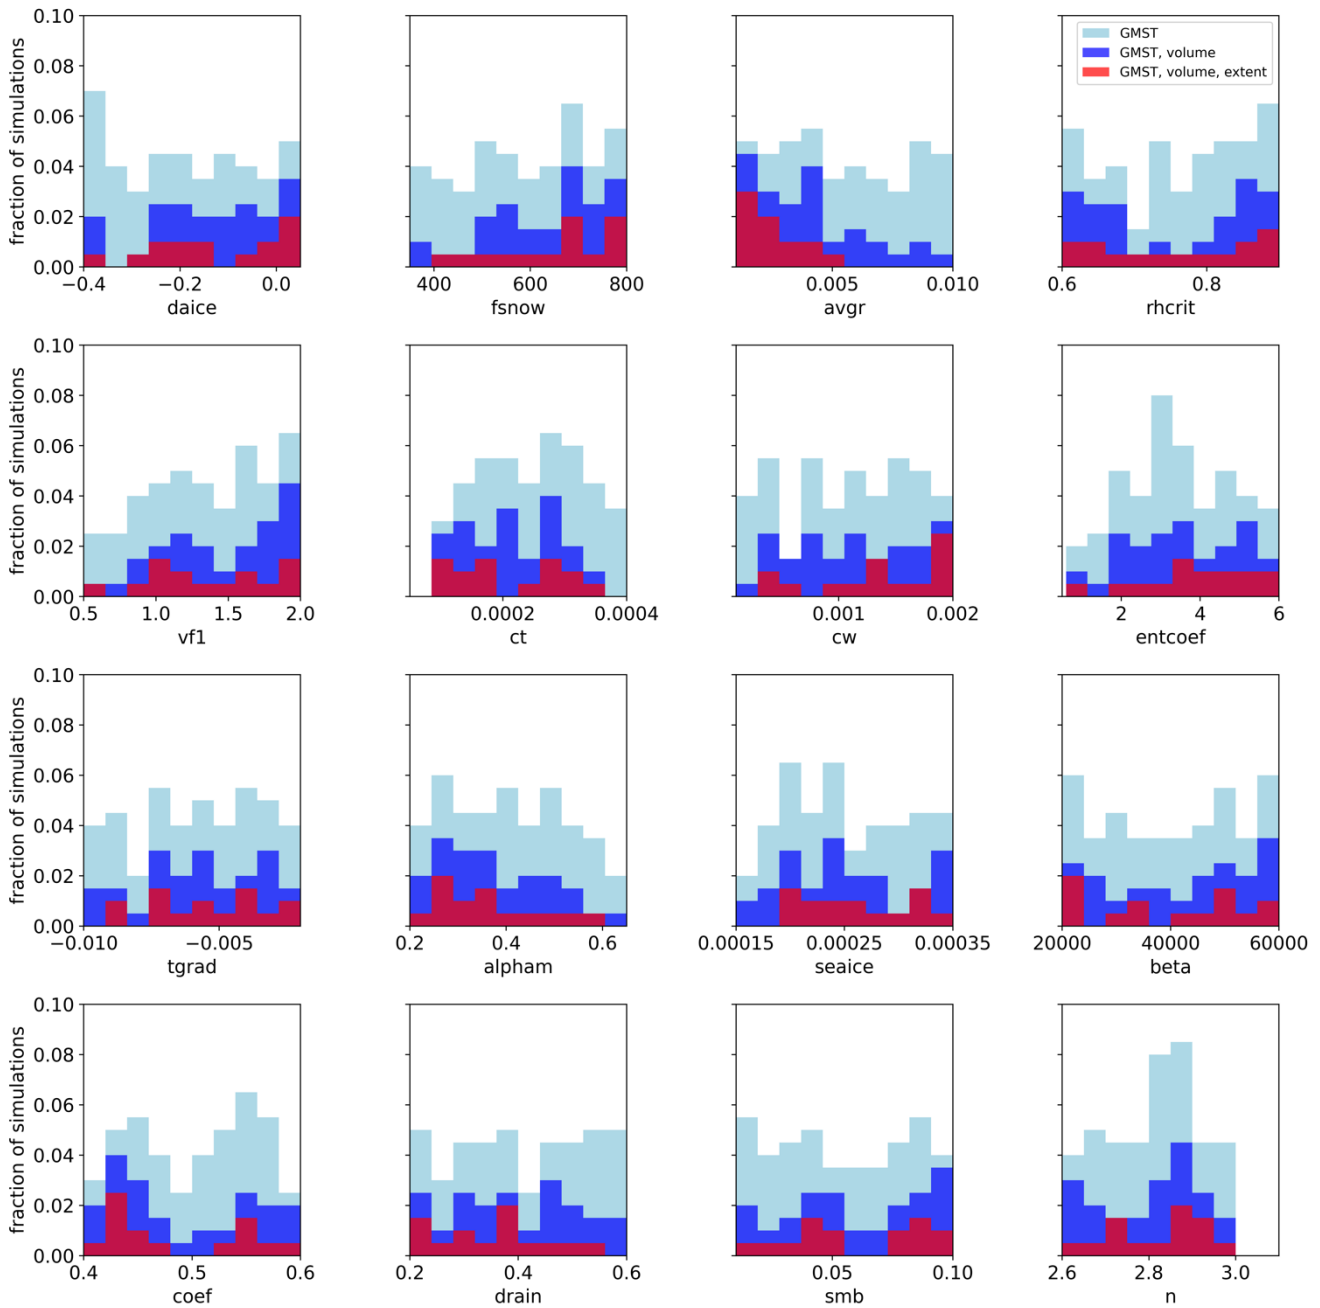 0.10
0.08
0.06
0.04
0.02
0.00
fraction of simulations
−0.4 −0.2 0.0
daice
400 600 800
fsnow
0.005 0.010
avgr
GMST
GMST, volume
GMST, volume, extent
0.6 0.8
rhcrit
0.10
0.08
0.06
0.04
0.02
0.00
fraction of simulations
0.5 1.0 1.5 2.0
vf1
0.0002 0.0004
ct
0.001 0.002
cw
2 4 6
entcoef
0.10
0.08
0.06
0.04
0.02
0.00
fraction of simulations
−0.010 −0.005
tgrad
0.2 0.4 0.6
alpham
0.00015 0.00025 0.00035
seaice
20000 40000 60000
beta
0.10
0.08
0.06
0.04
0.02
0.00
fraction of simulations
0.4 0.5 0.6
coef
0.2 0.4 0.6
drain
0.05 0.10
smb
2.6 2.8 3.0
n